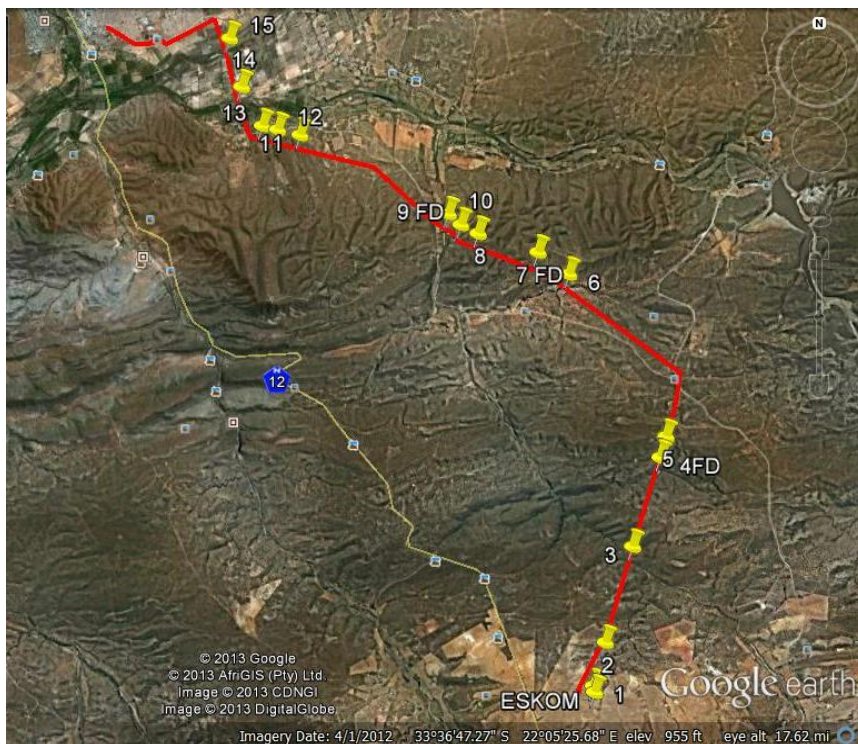 N
15
14
13
12
11
10
9 FD
8
7 FD
6
12
5
4FD
3
2
1
ESKOM
© 2013 Google
© 2013 AfriGIS (Pty) Ltd.
Image © 2013 CDNGI
Image © 2013 DigitalGlobe
Google earth
Imagery Date: 4/1/2012 33°36'47.27" S 22°05'25.68" E elev 955 ft eye alt 17.62 mi